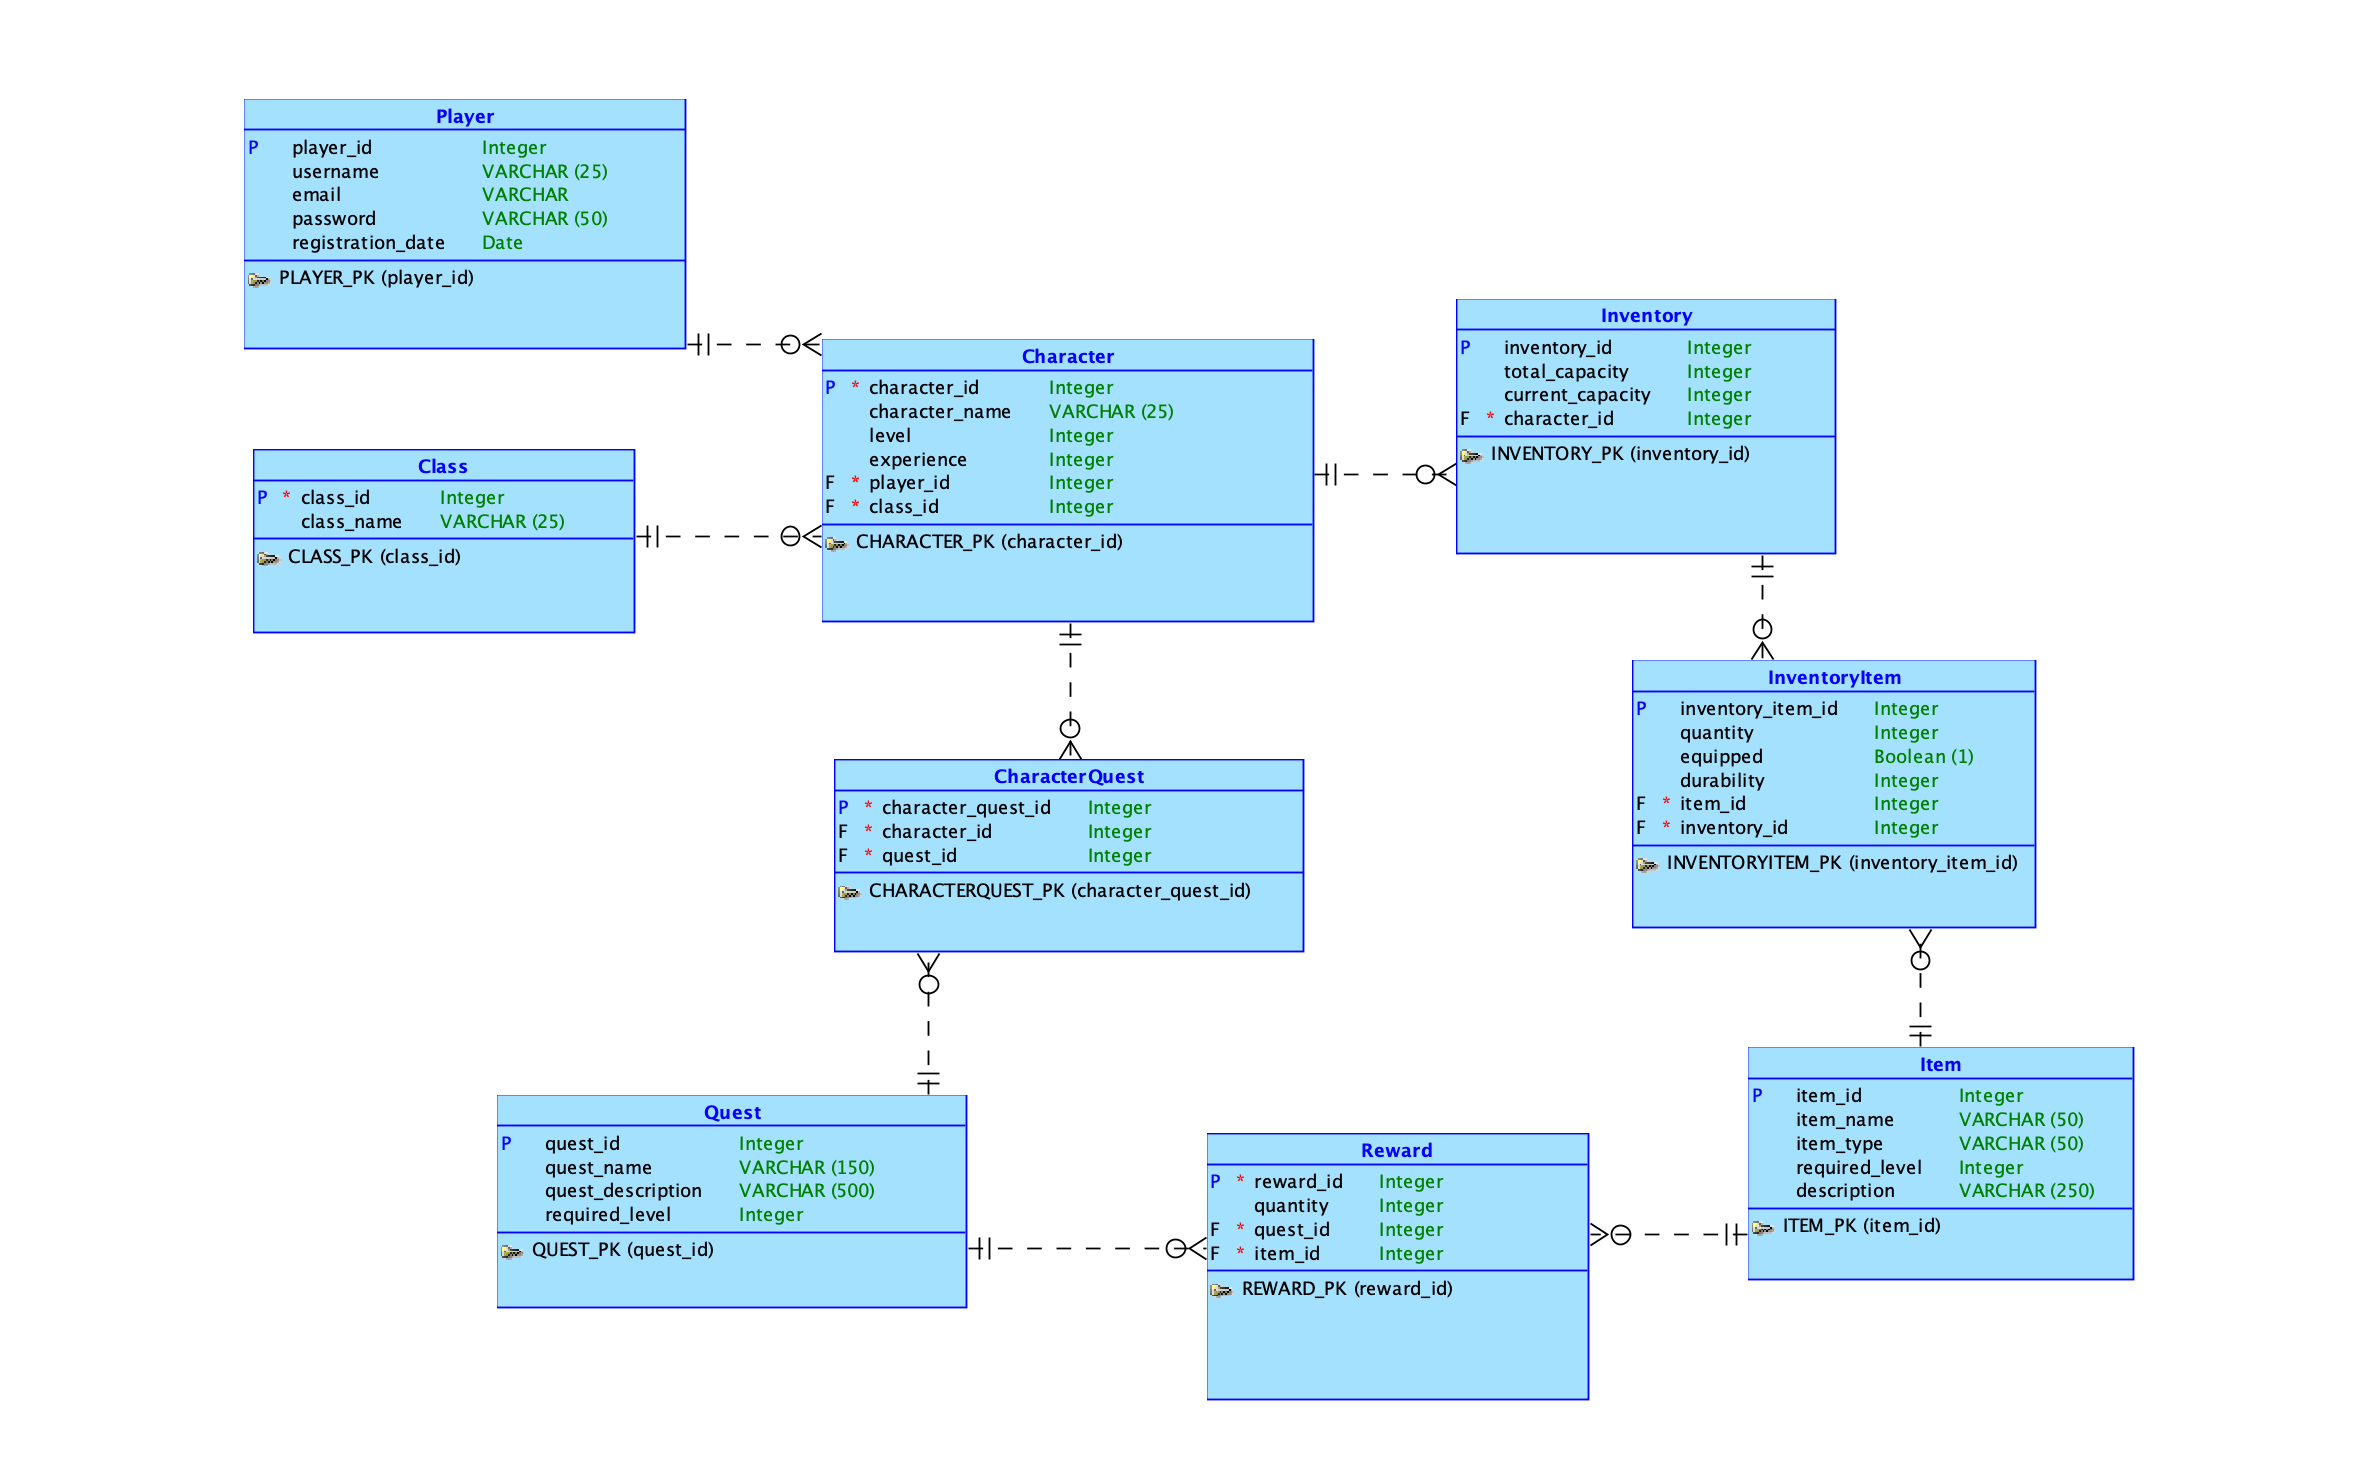 Player
P player_id Integer
username VARCHAR (25)
email VARCHAR
password VARCHAR (50)
registration_date Date
PLAYER_PK (player_id)
Class
P * class_id Integer
class_name VARCHAR (25)
CLASS_PK (class_id)
Character
P * character_id Integer
character_name VARCHAR (25)
level Integer
experience Integer
F * player_id Integer
F * class_id Integer
CHARACTER_PK (character_id)
Inventory
P inventory_id Integer
total_capacity Integer
current_capacity Integer
F * character_id Integer
INVENTORY_PK (inventory_id)
InventoryItem
P inventory_item_id Integer
quantity Integer
equipped Boolean (1)
durability Integer
F * item_id Integer
F * inventory_id Integer
INVENTORYITEM_PK (inventory_item_id)
CharacterQuest
P * character_quest_id Integer
F * character_id Integer
F * quest_id Integer
CHARACTERQUEST_PK (character_quest_id)
Quest
P quest_id Integer
quest_name VARCHAR (150)
quest_description VARCHAR (500)
required_level Integer
QUEST_PK (quest_id)
Reward
P * reward_id Integer
quantity Integer
F * quest_id Integer
F * item_id Integer
REWARD_PK (reward_id)
Item
P item_id Integer
item_name VARCHAR (50)
item_type VARCHAR (50)
required_level Integer
description VARCHAR (250)
ITEM_PK (item_id)